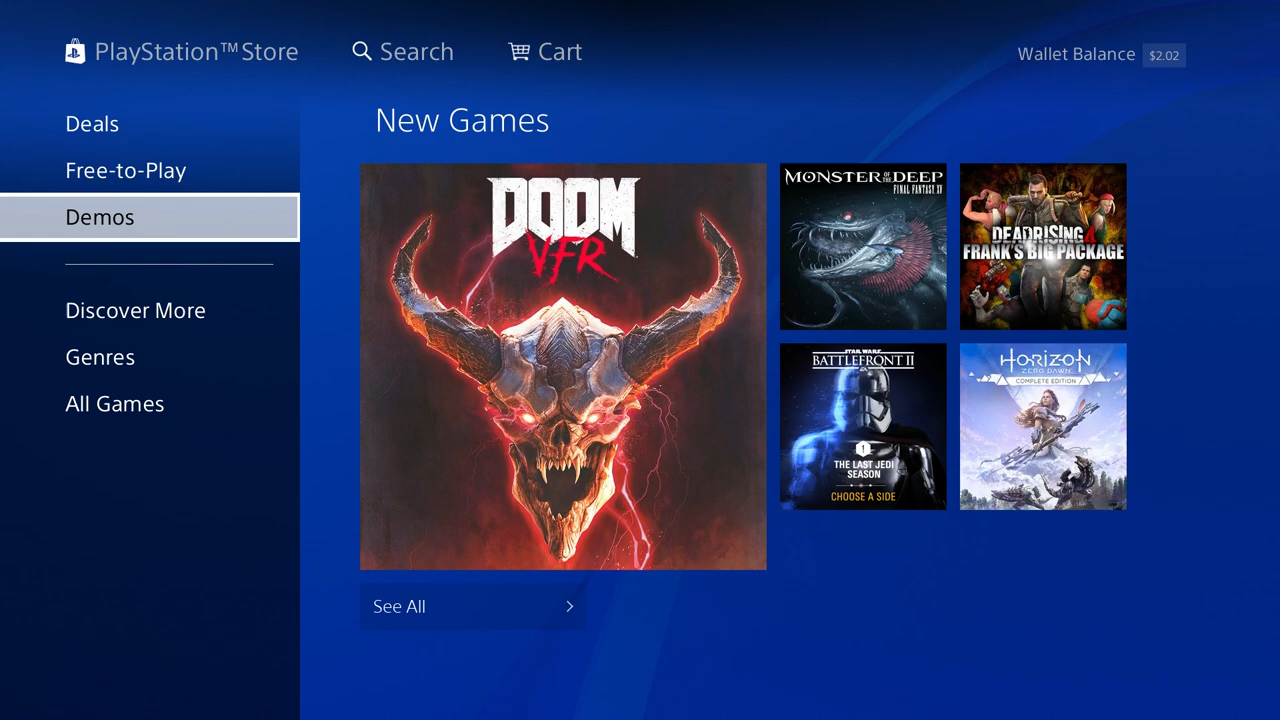 PlayStation™Store
Search
Cart
Wallet Balance
$2.02
Deals
Free-to-Play
Demos
Discover More
Genres
All Games
New Games
DOOM
VFR
MONSTER OF THE DEEP
FINAL FANTASY XV
DEADRISING 4
FRANK'S BIG PACKAGE
STAR WARS
BATTLEFRONT II
THE LAST JEDI
SEASON
CHOOSE A SIDE
HORIZON
ZERO DAWN
COMPLETE EDITION
See All